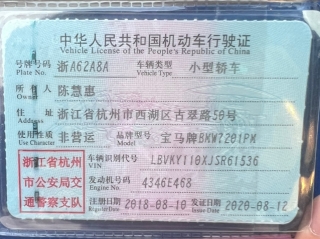 中华人民共和国机动车行驶证
Vehicle License of the People's Republic of China
号牌号码 浙A62A8A 车辆类型 小型轿车
Plate No. Vehicle Type
所有人 陈慧惠
Owner
住址 浙江省杭州市西湖区古翠路50号
Address
使用性质 非营运 品牌型号 宝马牌BKW7201PM
Use Character Model
浙江省杭州
市公安局交
通警察支队
车辆识别代号 LBVKY110XJSR61536
VIN
发动机号码 4346E468
Engine No.
注册日期 2018-08-10 发证日期 2020-08-12
Register Date Issue Date